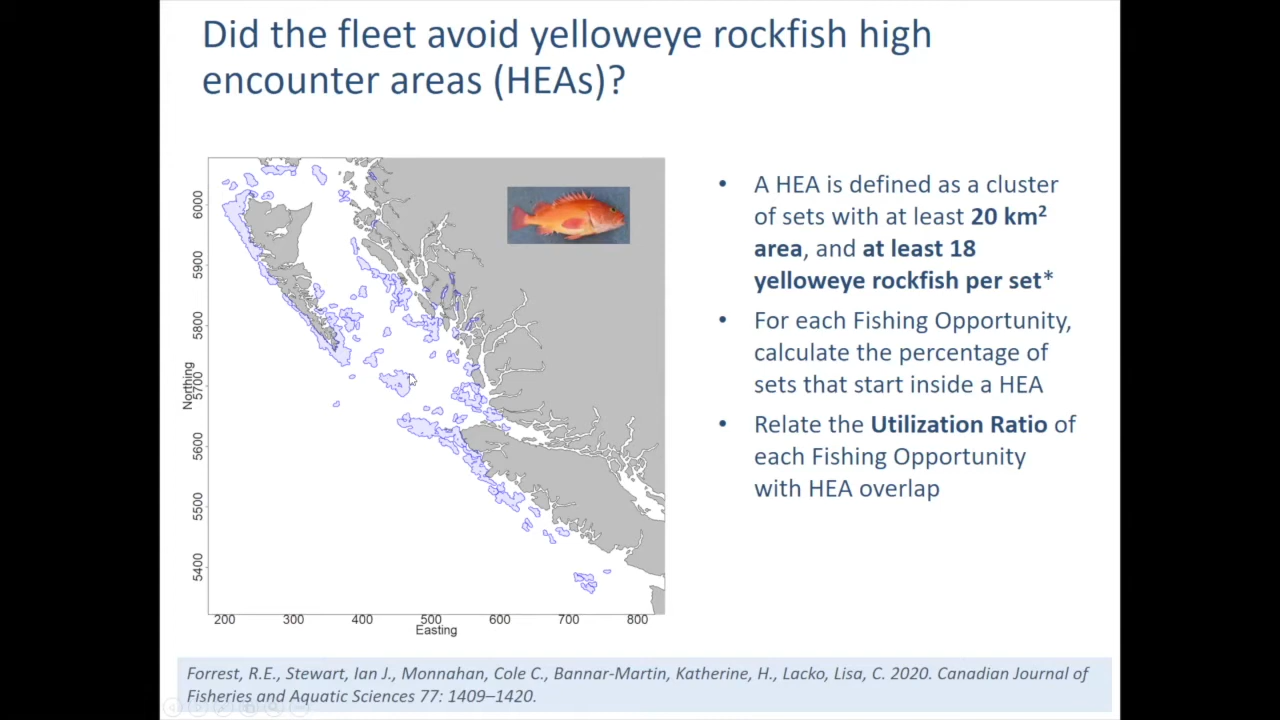 Did the fleet avoid yelloweye rockfish high
encounter areas (HEAs)?
6000
5900
5800
5700
5600
5500
5400
Northing
200 300 400 500 600 700 800
Easting
• A HEA is defined as a cluster
of sets with at least 20 km²
area, and at least 18
yelloweye rockfish per set*
• For each Fishing Opportunity,
calculate the percentage of
sets that start inside a HEA
• Relate the Utilization Ratio of
each Fishing Opportunity
with HEA overlap
Forrest, R.E., Stewart, Ian J., Monnahan, Cole C., Bannar-Martin, Katherine, H., Lacko, Lisa, C. 2020. Canadian Journal of
Fisheries and Aquatic Sciences 77: 1409–1420.